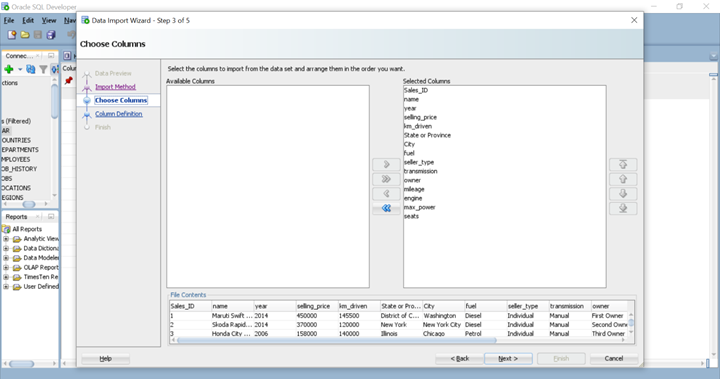 Oracle SQL Developer
File Edit View Nav
Data Import Wizard - Step 3 of 5
Choose Columns
Connec...
Colu
ctions
s (Filtered)
AR
OUNTRIES
EPARTMENTS
MPLOYEES
OB_HISTORY
OBS
OCATIONS
EGIONS
Reports
All Reports
Analytic View
Data Dictiona
Data Modele
OLAP Report
TimesTen Re
User Defined
Data Preview
Import Method
Choose Columns
Column Definition
Finish
Select the columns to import from the data set and arrange them in the order you want.
Available Columns
Selected Columns
Sales_ID
name
year
selling_price
km_driven
State or Province
City
fuel
seller_type
transmission
owner
mileage
engine
max_power
seats
File Contents
Sales_ID name year selling_price km_driven State or Pro... City fuel seller_type transmission owner
1 Maruti Swift ... 2014 450000 145500 District of C... Washington Diesel Individual Manual First Owner
2 Skoda Rapid... 2014 370000 120000 New York New York City Diesel Individual Manual Second Own
3 Honda City ... 2006 158000 140000 Illinois Chicago Petrol Individual Manual Third Owner
Help < Back Next > Finish Cancel